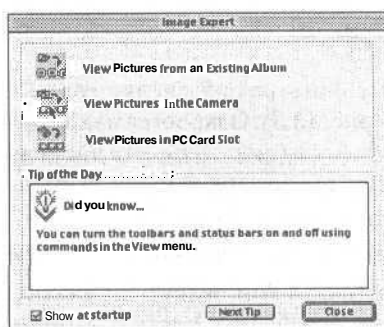 Image Expert
View Pictures from an Existing Album
View Pictures In the Camera
View Pictures in PC Card Slot
Tip of the Day
Did you know...
You can turn the toolbars and status bars on and off using
commands in the View menu.
Show at startup
Next Tip
Close